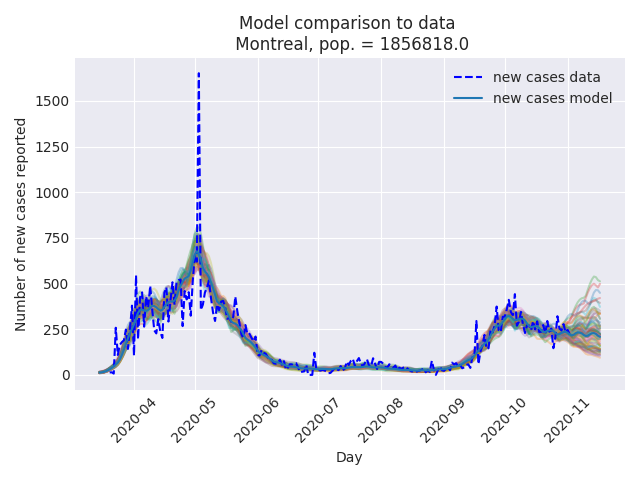 Model comparison to data
Montreal, pop. = 1856818.0
new cases data
new cases model
Number of new cases reported
1500
1250
1000
750
500
250
0
2020-04
2020-05
2020-06
2020-07
2020-08
2020-09
2020-10
2020-11
Day